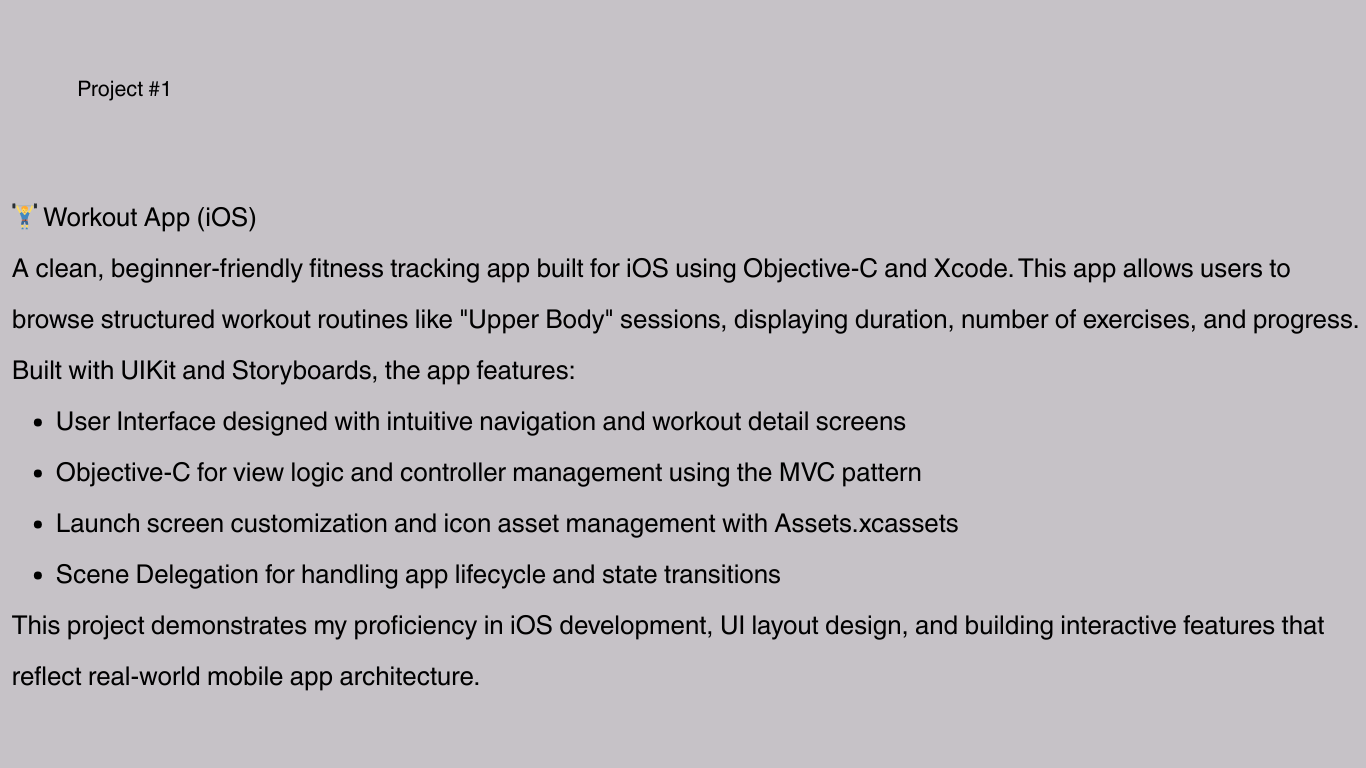 Project #1
🏋️ Workout App (iOS)
A clean, beginner-friendly fitness tracking app built for iOS using Objective-C and Xcode. This app allows users to
browse structured workout routines like "Upper Body" sessions, displaying duration, number of exercises, and progress.
Built with UIKit and Storyboards, the app features:
• User Interface designed with intuitive navigation and workout detail screens
• Objective-C for view logic and controller management using the MVC pattern
• Launch screen customization and icon asset management with Assets.xcassets
• Scene Delegation for handling app lifecycle and state transitions
This project demonstrates my proficiency in iOS development, UI layout design, and building interactive features that
reflect real-world mobile app architecture.